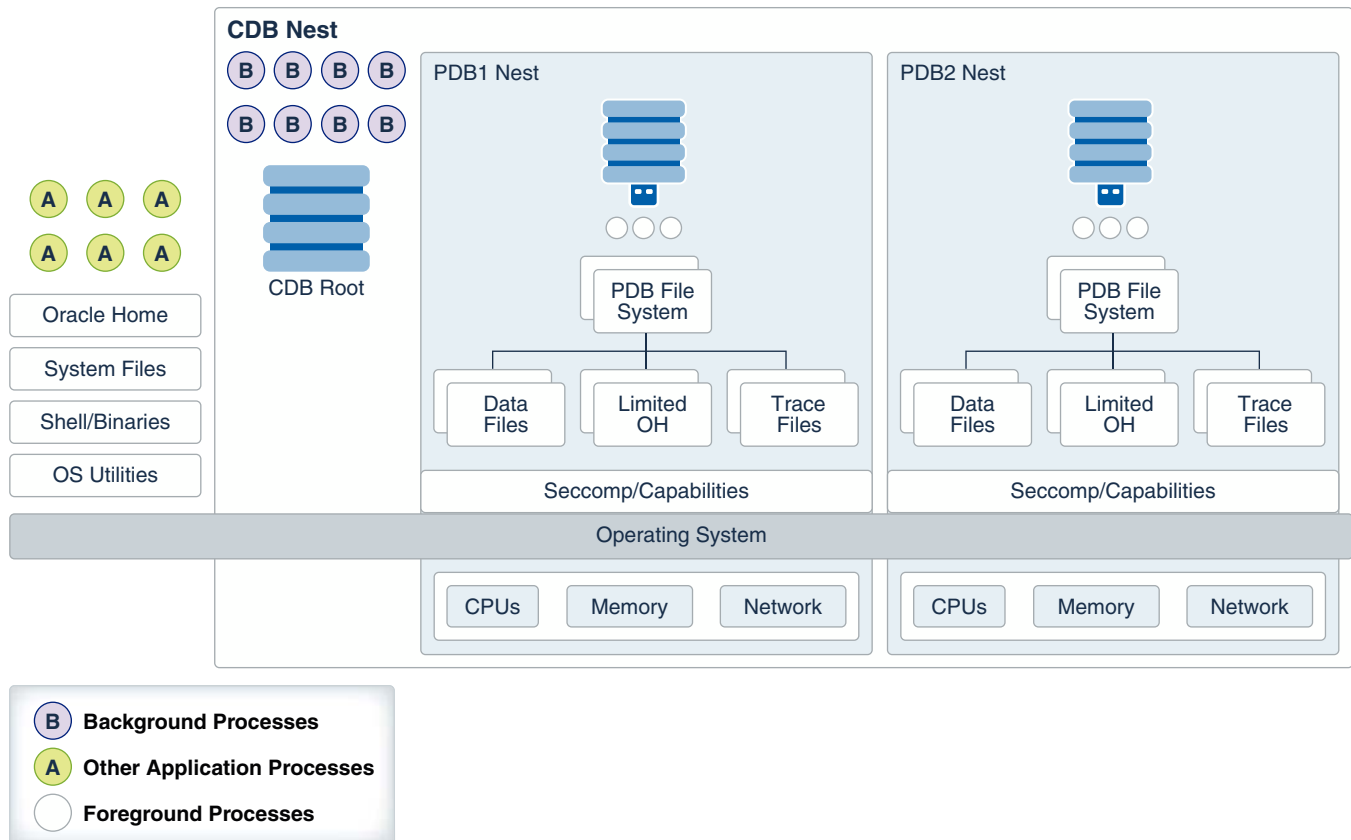 CDB Nest
B B B B
B B B B
CDB Root
A A A
A A A
Oracle Home
System Files
Shell/Binaries
OS Utilities
PDB1 Nest
PDB File
System
Data
Files
Limited
OH
Trace
Files
Seccomp/Capabilities
PDB2 Nest
PDB File
System
Data
Files
Limited
OH
Trace
Files
Seccomp/Capabilities
Operating System
CPUs
Memory
Network
CPUs
Memory
Network
B Background Processes
A Other Application Processes
Foreground Processes